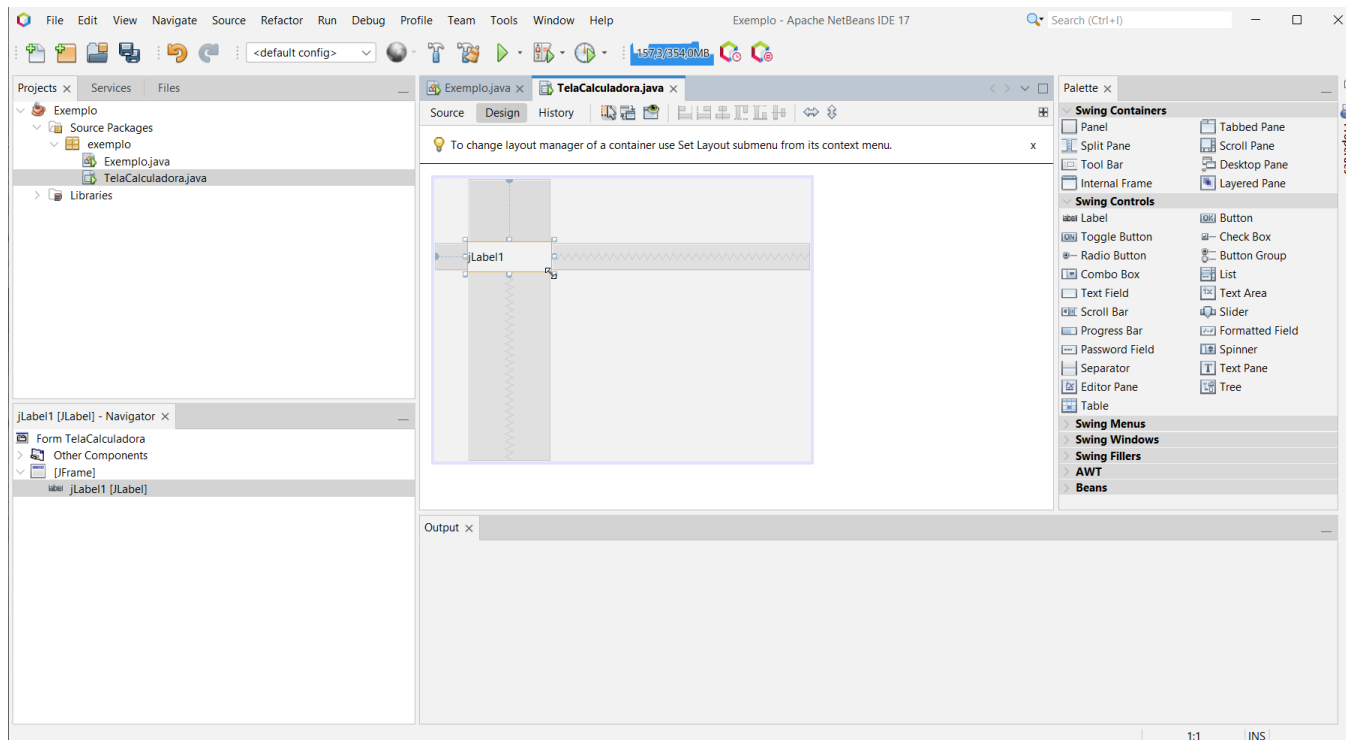 File Edit View Navigate Source Refactor Run Debug Profile Team Tools Window Help Exemplo - Apache NetBeans IDE 17 Search (Ctrl+I)
<default config> 157,3/354,0MB
Projects Services Files
Exemplo
Source Packages
exemplo
Exemplo.java
TelaCalculadora.java
Libraries
jLabel1 [JLabel] - Navigator
Form TelaCalculadora
Other Components
[JFrame]
label jLabel1 [JLabel]
Exemplo.java TelaCalculadora.java
Source Design History
To change layout manager of a container use Set Layout submenu from its context menu. x
jLabel1
Output
Palette
Swing Containers
Panel Tabbed Pane
Split Pane Scroll Pane
Tool Bar Desktop Pane
Internal Frame Layered Pane
Swing Controls
label Label OK Button
ON Toggle Button Check Box
Radio Button Button Group
Combo Box List
Text Field Text Area
Scroll Bar Slider
Progress Bar Formatted Field
Password Field Spinner
Separator T Text Pane
Editor Pane Tree
Table
Swing Menus
Swing Windows
Swing Fillers
AWT
Beans
1:1 INS